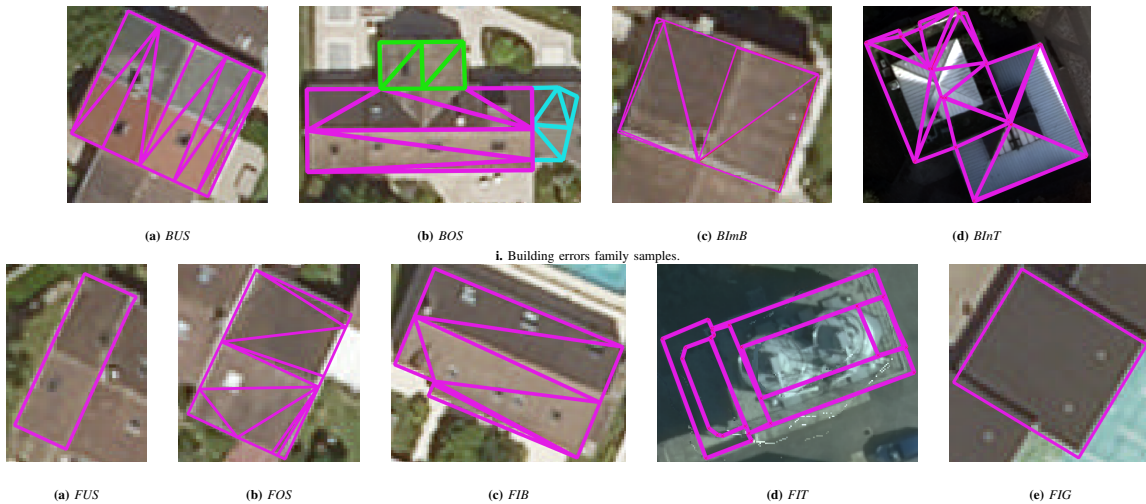 (a) BUS (b) BOS (c) BImB (d) BInT
i. Building errors family samples.
(a) FUS (b) FOS (c) FIB (d) FIT (e) FIG